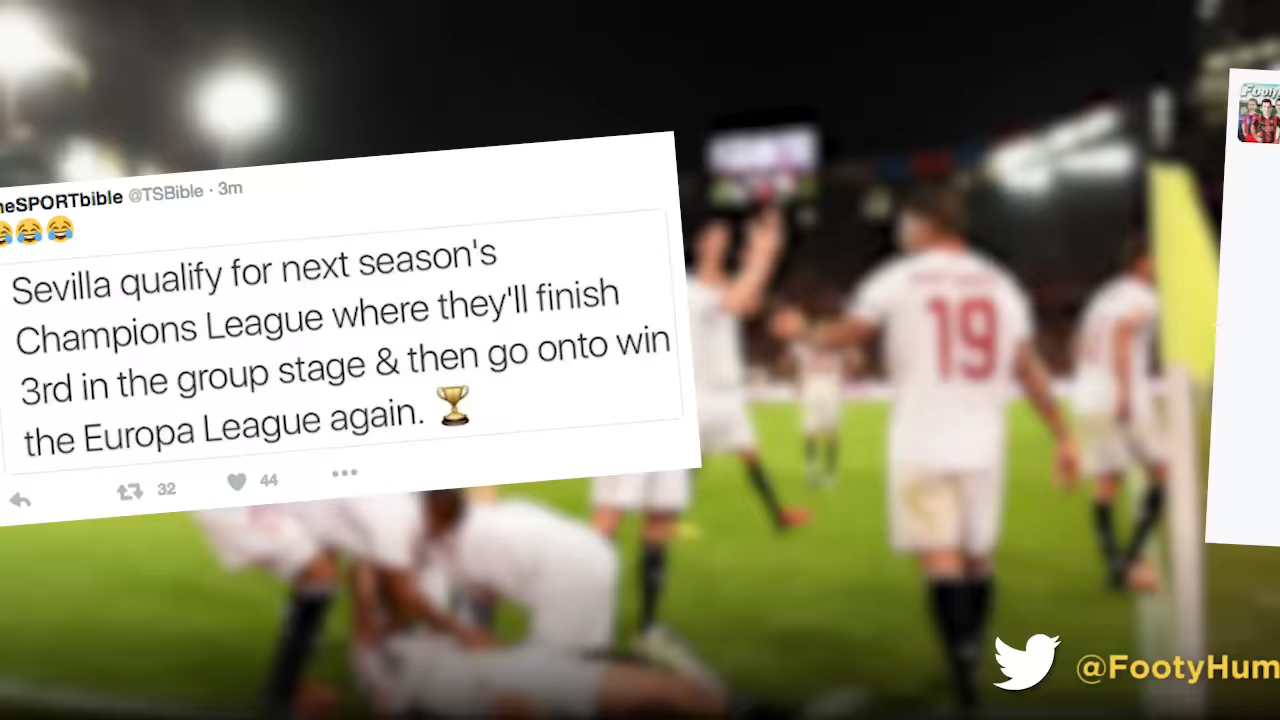 heSPORTbible @TSBible · 3m
😂😂😂
Sevilla qualify for next season's
Champions League where they'll finish
3rd in the group stage & then go onto win
the Europa League again. 🏆
32 44 •••
19
@FootyHum